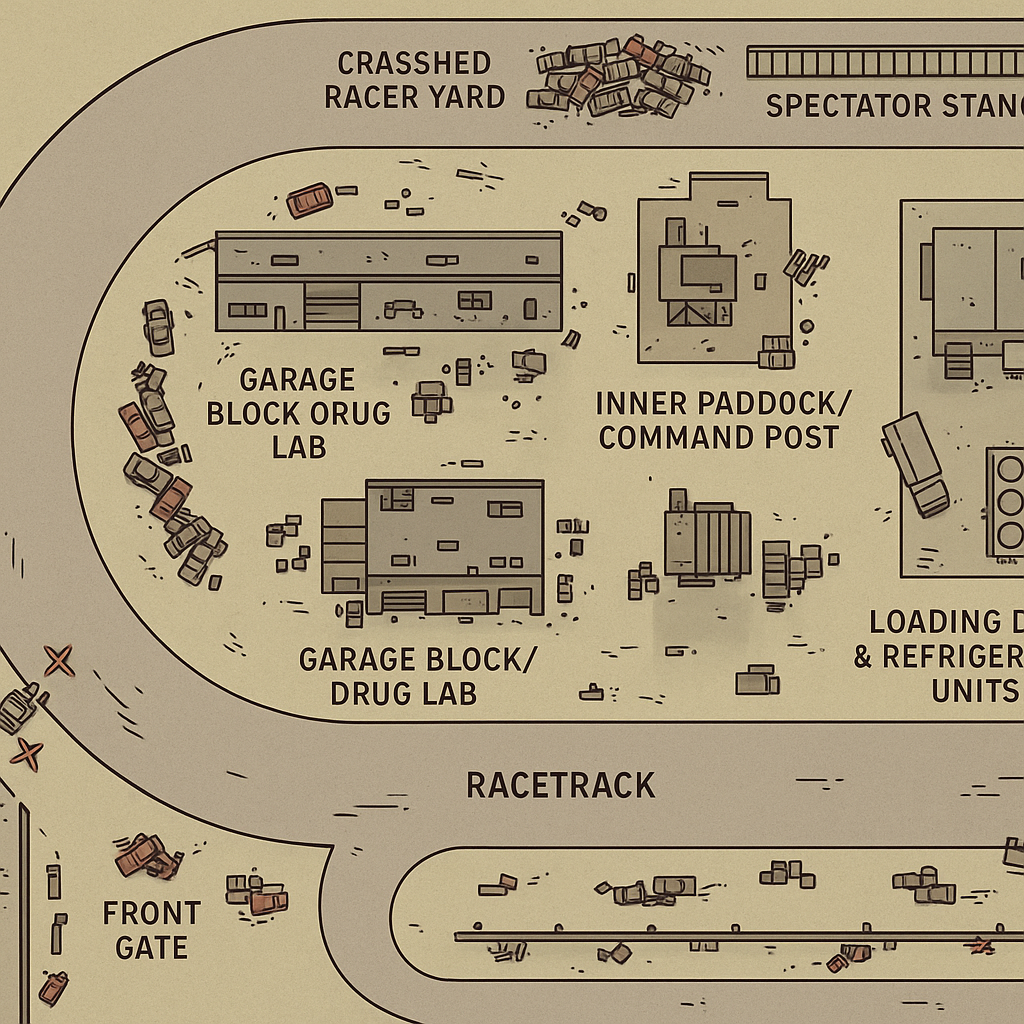 CRASSHED
RACER YARD
SPECTATOR STAN
GARAGE
BLOCK ORUG
LAB
INNER PADDOCK/
COMMAND POST
LOADING D
& REFRIGER
UNITS
GARAGE BLOCK/
DRUG LAB
RACETRACK
FRONT
GATE